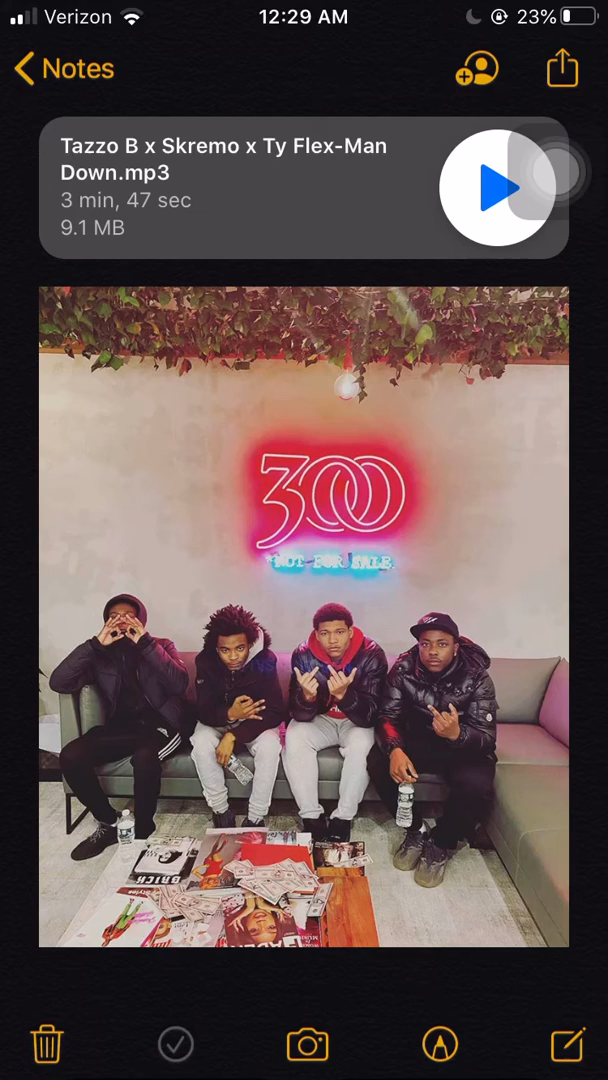 Verizon 12:29 AM 23%
Notes
Tazzo B x Skremo x Ty Flex-Man
Down.mp3
3 min, 47 sec
9.1 MB
300
*NOT FOR SALE.
BRICK